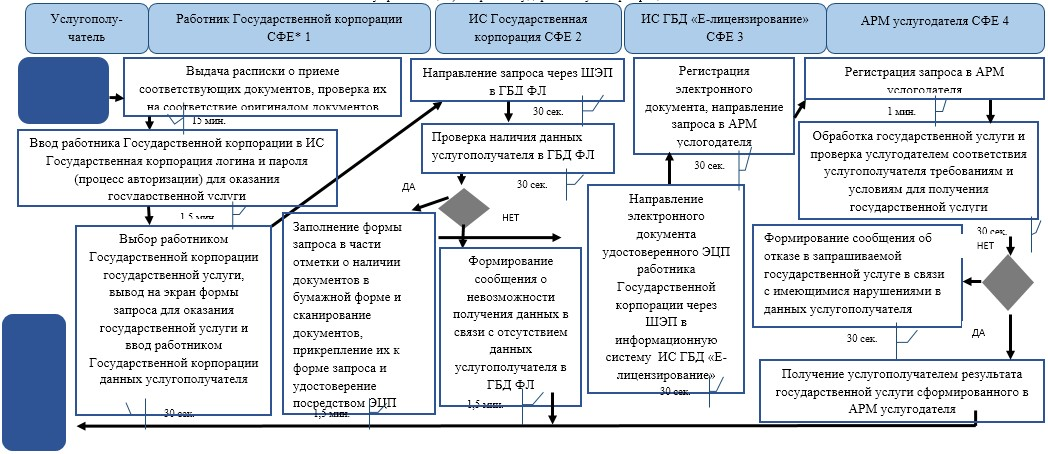 Услугополу-
чатель
Работник Государственной корпорации
СФЕ* 1
ИС Государственная
корпорация СФЕ 2
ИС ГБД «Е-лицензирование»
СФЕ 3
АРМ услугодателя СФЕ 4
Выдача расписки о приеме
соответствующих документов, проверка их
на соответствие оригиналом документов
15 мин.
Ввод работника Государственной корпорации в ИС
Государственная корпорация логина и пароля
(процесс авторизации) для оказания
государственной услуги
1,5 мин.
Выбор работником
Государственной корпорации
государственной услуги,
вывод на экран формы
запроса для оказания
государственной услуги и
ввод работником
Государственной корпорации
данных услугополучателя
30 сек.
Заполнение формы
запроса в части
отметки о наличии
документов в
бумажной форме и
сканирование
документов,
прикрепление их к
форме запроса и
удостоверение
посредством ЭЦП
1,5 мин.
Направление запроса через ШЭП
в ГБД ФЛ
30 сек.
Проверка наличия данных
услугополучателя в ГБД ФЛ
30 сек.
ДА
НЕТ
Формирование
сообщения о
невозможности
получения данных в
связи с отсутствием
данных
услугополучателя в
ГБД ФЛ
1,5 мин.
Регистрация
электронного
документа, направление
запроса в АРМ
услогодателя
30 сек.
Направление
электронного
документа
удостоверенного ЭЦП
работника
Государственной
корпорации через
ШЭП в
информационную
систему ИС ГБД «Е-
лицензирование»
30 сек.
Регистрация запроса в АРМ
услогодателя
1 мин.
Обработка государственной услуги и
проверка услугодателем соответствия
услугополучателя требованиям и
условиям для получения
государственной услуги
30 сек.
НЕТ
Формирование сообщения об
отказе в запрашиваемой
государственной услуге в связи
с имеющимися нарушениями в
данных услугополучателя
30 сек.
ДА
Получение услугополучателем результата
государственной услуги сформированного в
АРМ услугодателя